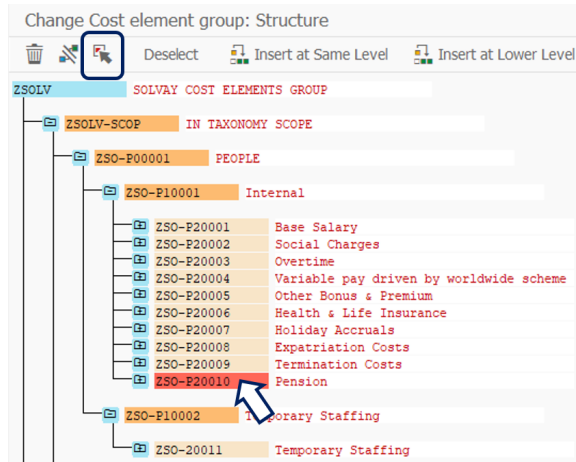 Change Cost element group: Structure
Deselect Insert at Same Level Insert at Lower Level
ZSOLV SOLVAY COST ELEMENTS GROUP
ZSOLV-SCOP IN TAXONOMY SCOPE
ZSO-P00001 PEOPLE
ZSO-P10001 Internal
ZSO-P20001 Base Salary
ZSO-P20002 Social Charges
ZSO-P20003 Overtime
ZSO-P20004 Variable pay driven by worldwide scheme
ZSO-P20005 Other Bonus & Premium
ZSO-P20006 Health & Life Insurance
ZSO-P20007 Holiday Accruals
ZSO-P20008 Expatriation Costs
ZSO-P20009 Termination Costs
ZSO-P20010 Pension
ZSO-P10002 Temporary Staffing
ZSO-20011 Temporary Staffing